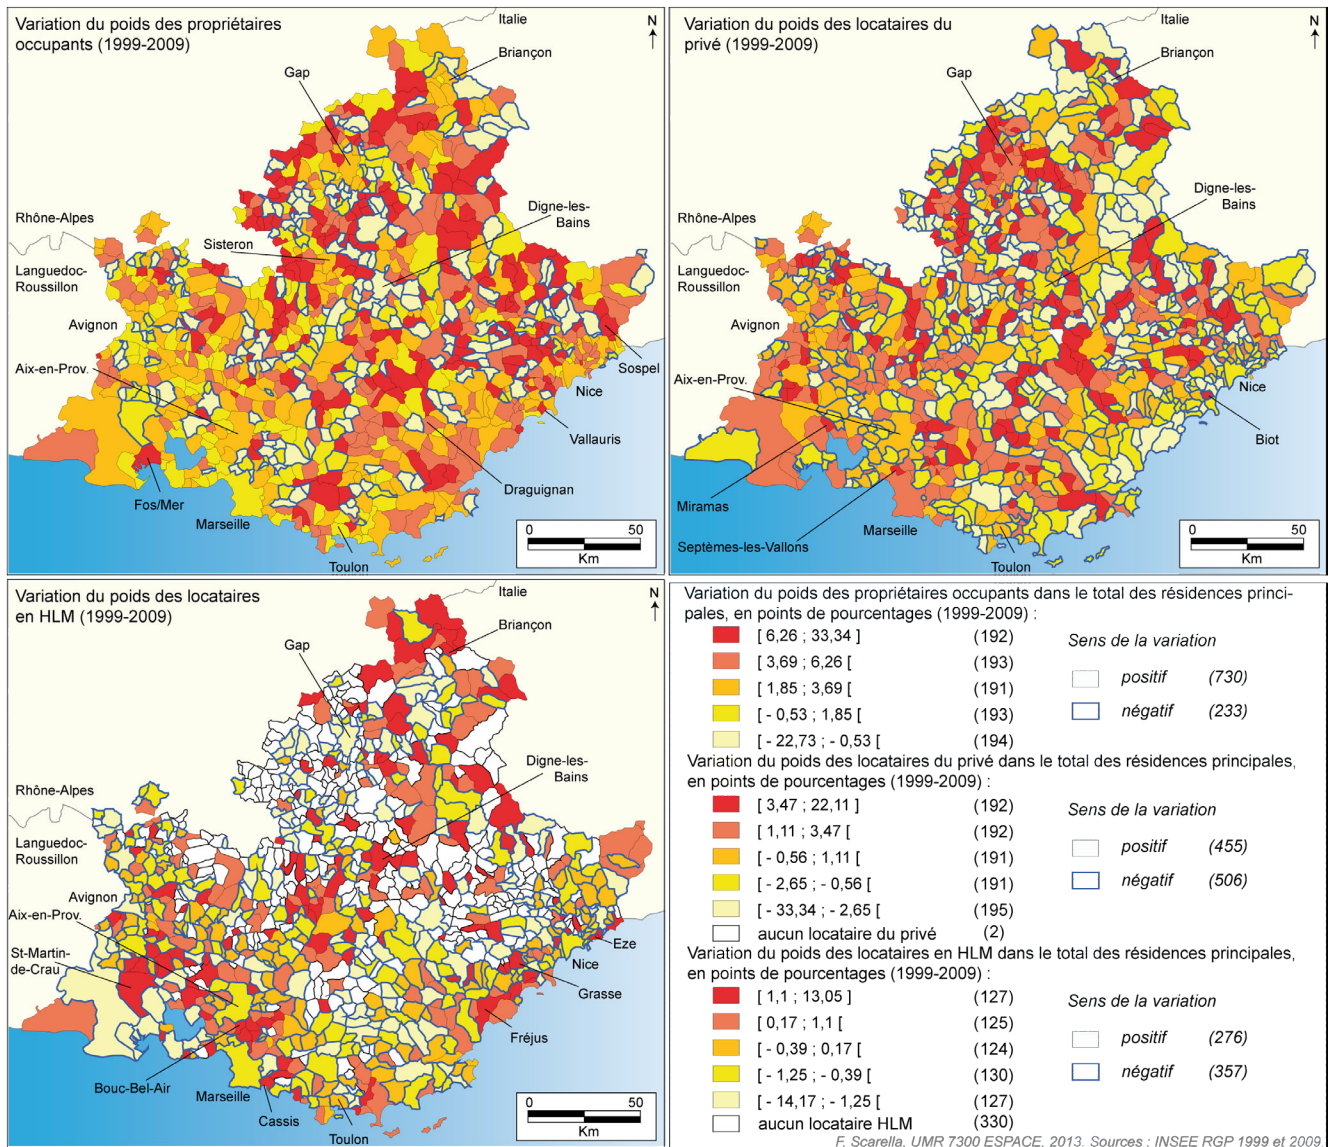 Variation du poids des propriétaires
occupants (1999-2009)
Italie
N
Briançon
Gap
Rhône-Alpes
Digne-les-
Bains
Sisteron
Languedoc-
Roussillon
Avignon
Aix-en-Prov.
Sospel
Nice
Vallauris
Draguignan
Fos/Mer
Marseille
Toulon
0 50
Km
Variation du poids des locataires du
privé (1999-2009)
Italie
N
Briançon
Gap
Digne-les-
Bains
Rhône-Alpes
Languedoc-
Roussillon
Avignon
Aix-en-Prov.
Nice
Biot
Miramas
Marseille
Septèmes-les-Vallons
Toulon
0 50
Km
Variation du poids des locataires
en HLM (1999-2009)
Italie
N
Briançon
Gap
Digne-les-
Bains
Rhône-Alpes
Languedoc-
Roussillon
Avignon
Aix-en-Prov.
St-Martin-
de-Crau
Eze
Nice
Grasse
Fréjus
Bouc-Bel-Air
Marseille
Cassis
Toulon
0 50
Km
Variation du poids des propriétaires occupants dans le total des résidences princi-
pales, en points de pourcentages (1999-2009) :
[ 6,26 ; 33,34 ] (192) Sens de la variation
[ 3,69 ; 6,26 [ (193)
positif (730)
[ 1,85 ; 3,69 [ (191)
[ - 0,53 ; 1,85 [ (193) négatif (233)
[ - 22,73 ; - 0,53 [ (194)
Variation du poids des locataires du privé dans le total des résidences principales,
en points de pourcentages (1999-2009) :
[ 3,47 ; 22,11 ] (192) Sens de la variation
[ 1,11 ; 3,47 [ (192)
positif (455)
[ - 0,56 ; 1,11 [ (191)
[ - 2,65 ; - 0,56 [ (191) négatif (506)
[ - 33,34 ; - 2,65 [ (195)
aucun locataire du privé (2)
Variation du poids des locataires en HLM dans le total des résidences principales,
en points de pourcentages (1999-2009) :
[ 1,1 ; 13,05 ] (127) Sens de la variation
[ 0,17 ; 1,1 [ (125)
positif (276)
[ - 0,39 ; 0,17 [ (124)
[ - 1,25 ; - 0,39 [ (130) négatif (357)
[ - 14,17 ; - 1,25 [ (127)
aucun locataire HLM (330)
F. Scarella, UMR 7300 ESPACE, 2013. Sources : INSEE RGP 1999 et 2009